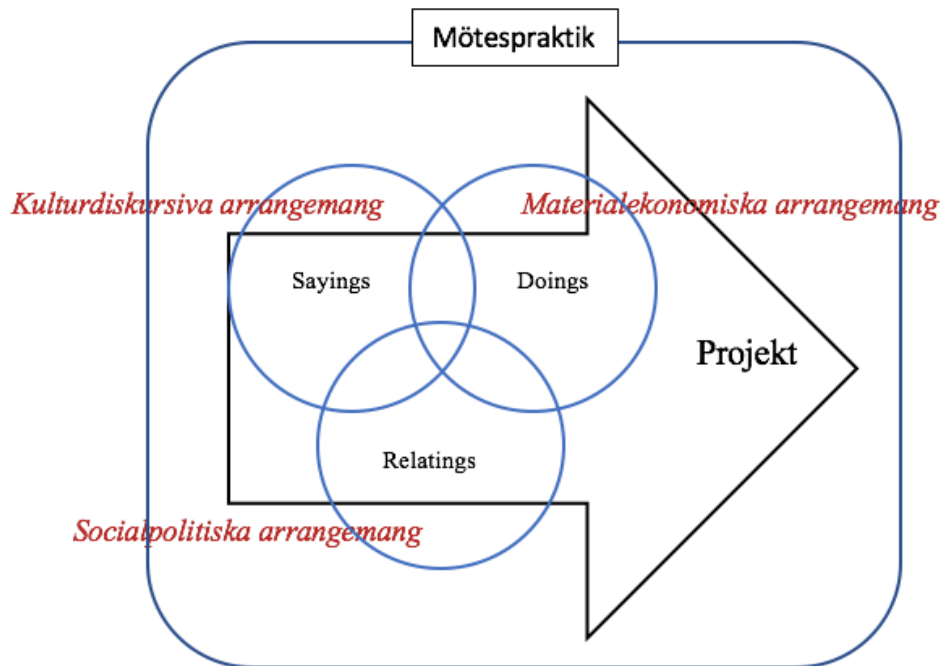 Mötespraktik
Kulturdiskursiva arrangemang
Materialekonomiska arrangemang
Sayings
Doings
Projekt
Relatings
Socialpolitiska arrangemang